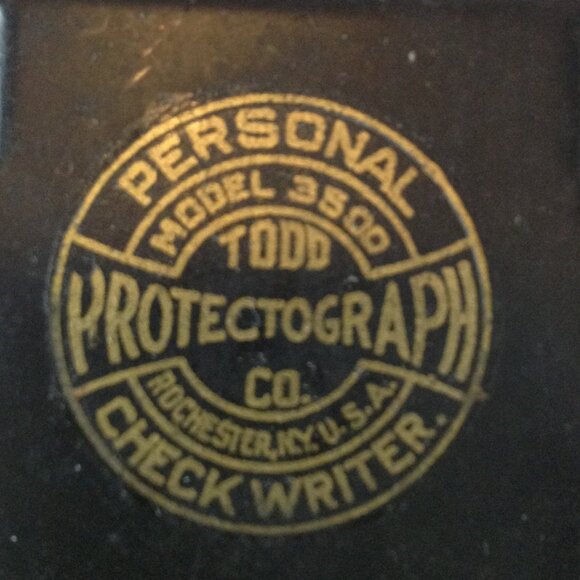 PERSONAL
MODEL 3500
TODD
PROTECTOGRAPH
CO.
ROCHESTER, N.Y. U.S.A.
CHECK WRITER.